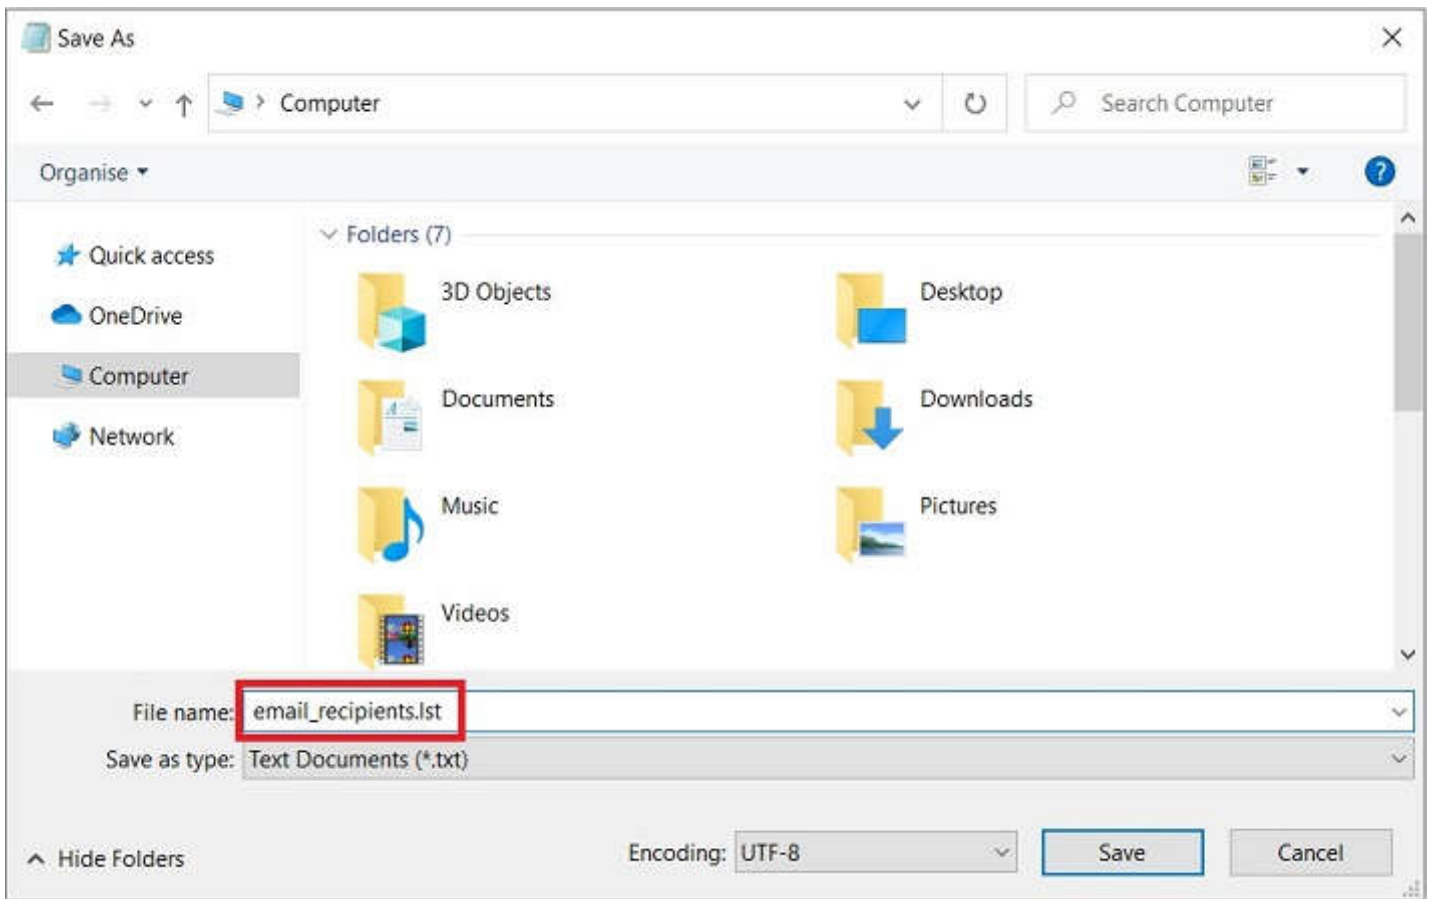 Save As
Computer
Search Computer
Organise
Quick access
OneDrive
Computer
Network
Folders (7)
3D Objects
Desktop
Documents
Downloads
Music
Pictures
Videos
File name: email_recipients.lst
Save as type: Text Documents (*.txt)
Hide Folders
Encoding: UTF-8
Save
Cancel